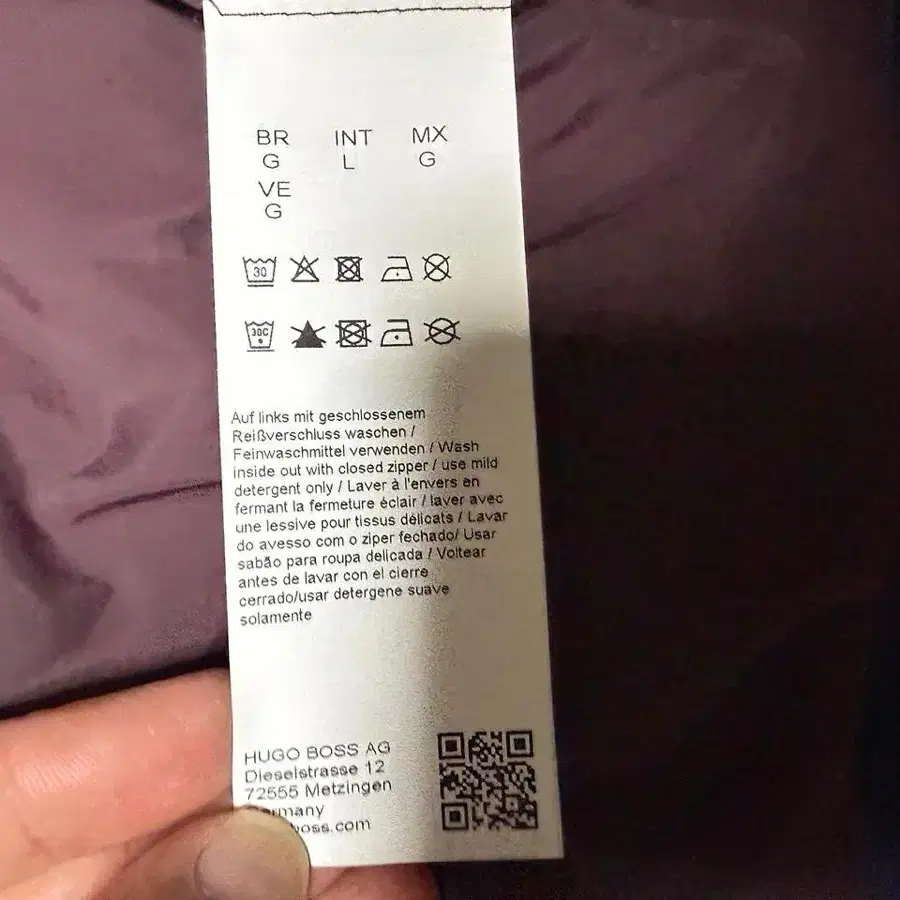 BR INT MX
G L G
VE
G
30
30C
Auf links mit geschlossenem
Reißverschluss waschen /
Feinwaschmittel verwenden / Wash
inside out with closed zipper / use mild
detergent only / Laver à l'envers en
fermant la fermeture éclair / laver avec
une lessive pour tissus délicats / Lavar
do avesso com o ziper fechado/ Usar
sabão para roupa delicada / Voltear
antes de lavar con el cierre
cerrado/usar detergene suave
solamente
HUGO BOSS AG
Dieselstrasse 12
72555 Metzingen